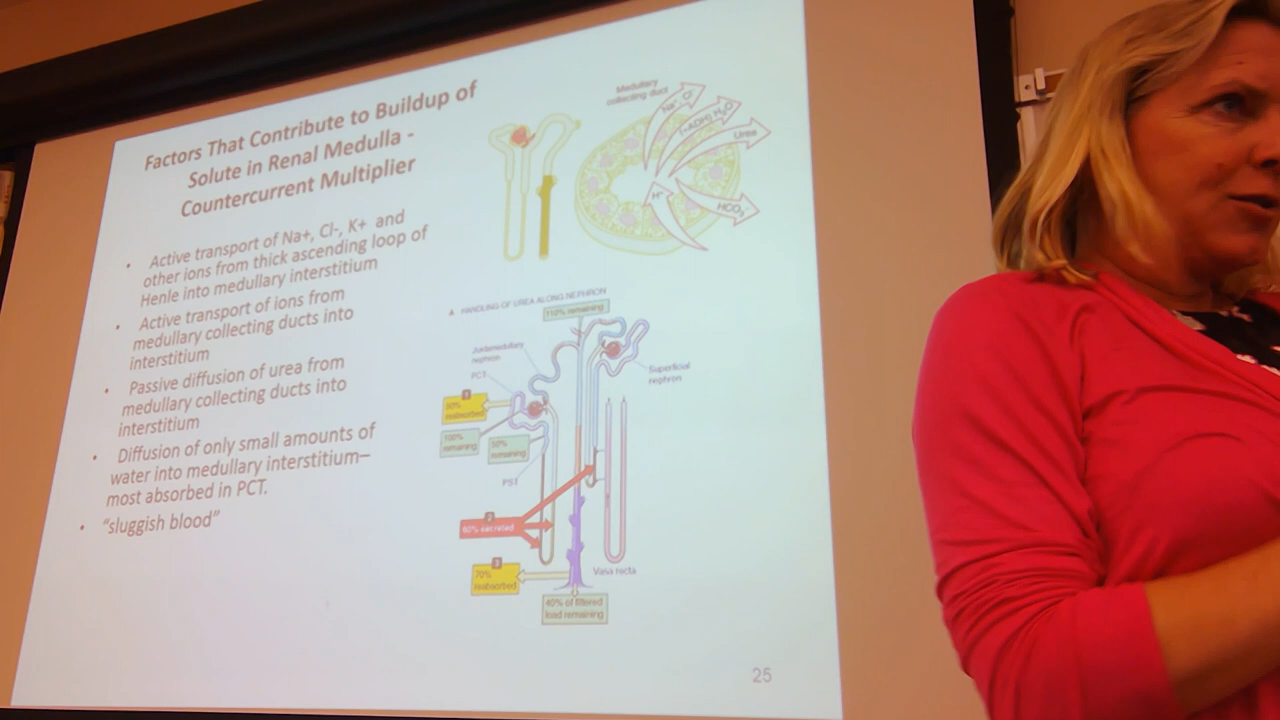 Factors That Contribute to Buildup of
Solute in Renal Medulla -
Countercurrent Multiplier
• Active transport of Na+, Cl-, K+ and
other ions from thick ascending loop of
Henle into medullary interstitium
• Active transport of ions from
medullary collecting ducts into
interstitium
• Passive diffusion of urea from
medullary collecting ducts into
interstitium
• Diffusion of only small amounts of
water into medullary interstitium–
most absorbed in PCT.
• "sluggish blood"
Medullary
collecting duct
Na⁺ Cl⁻
(+ADH) H₂O
Urea
H⁺
HCO₃⁻
A HANDLING OF UREA ALONG NEPHRON
110% remaining
Juxtamedullary
nephron
Superficial
nephron
PCT
1
50%
reabsorbed
100%
remaining
50%
remaining
PST
2
60% secreted
3
70%
reabsorbed
Vasa recta
40% of filtered
load remaining
25